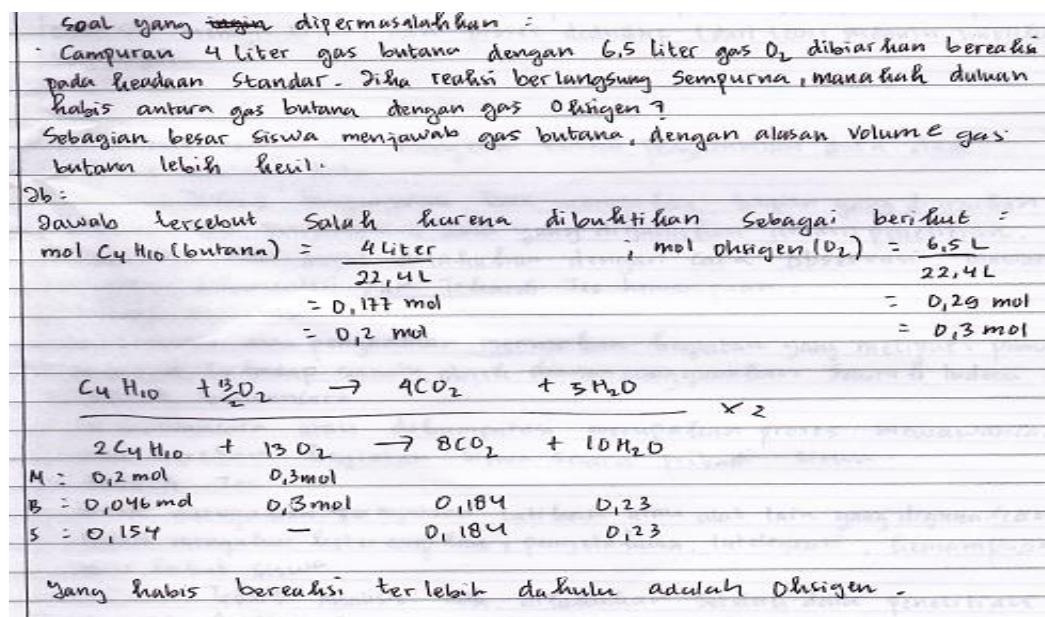 Soal yang ingin dipermasalahkan :
Campuran 4 liter gas butana dengan 6,5 liter gas O₂ dibiarkan bereaksi
pada keadaan standar. Jika reaksi berlangsung sempurna, manakah duluan
habis antara gas butana dengan gas Oksigen ?
Sebagian besar siswa menjawab gas butana, dengan alasan volume gas
butana lebih kecil.
Jb :
Jawab tersebut Salah karena dibuktikan Sebagai berikut :
mol C₄H₁₀ (butana) = 4 Liter / 22,4 L ; mol oksigen (O₂) = 6,5 L / 22,4 L
= 0,177 mol = 0,29 mol
= 0,2 mol = 0,3 mol
C₄H₁₀ + 13/2 O₂ → 4CO₂ + 5H₂O
× 2
2C₄H₁₀ + 13O₂ → 8CO₂ + 10H₂O
M : 0,2 mol 0,3 mol
B = 0,046 mol 0,3 mol 0,184 0,23
S = 0,154 — 0,184 0,23
Yang habis bereaksi terlebih dahulu adalah Oksigen.